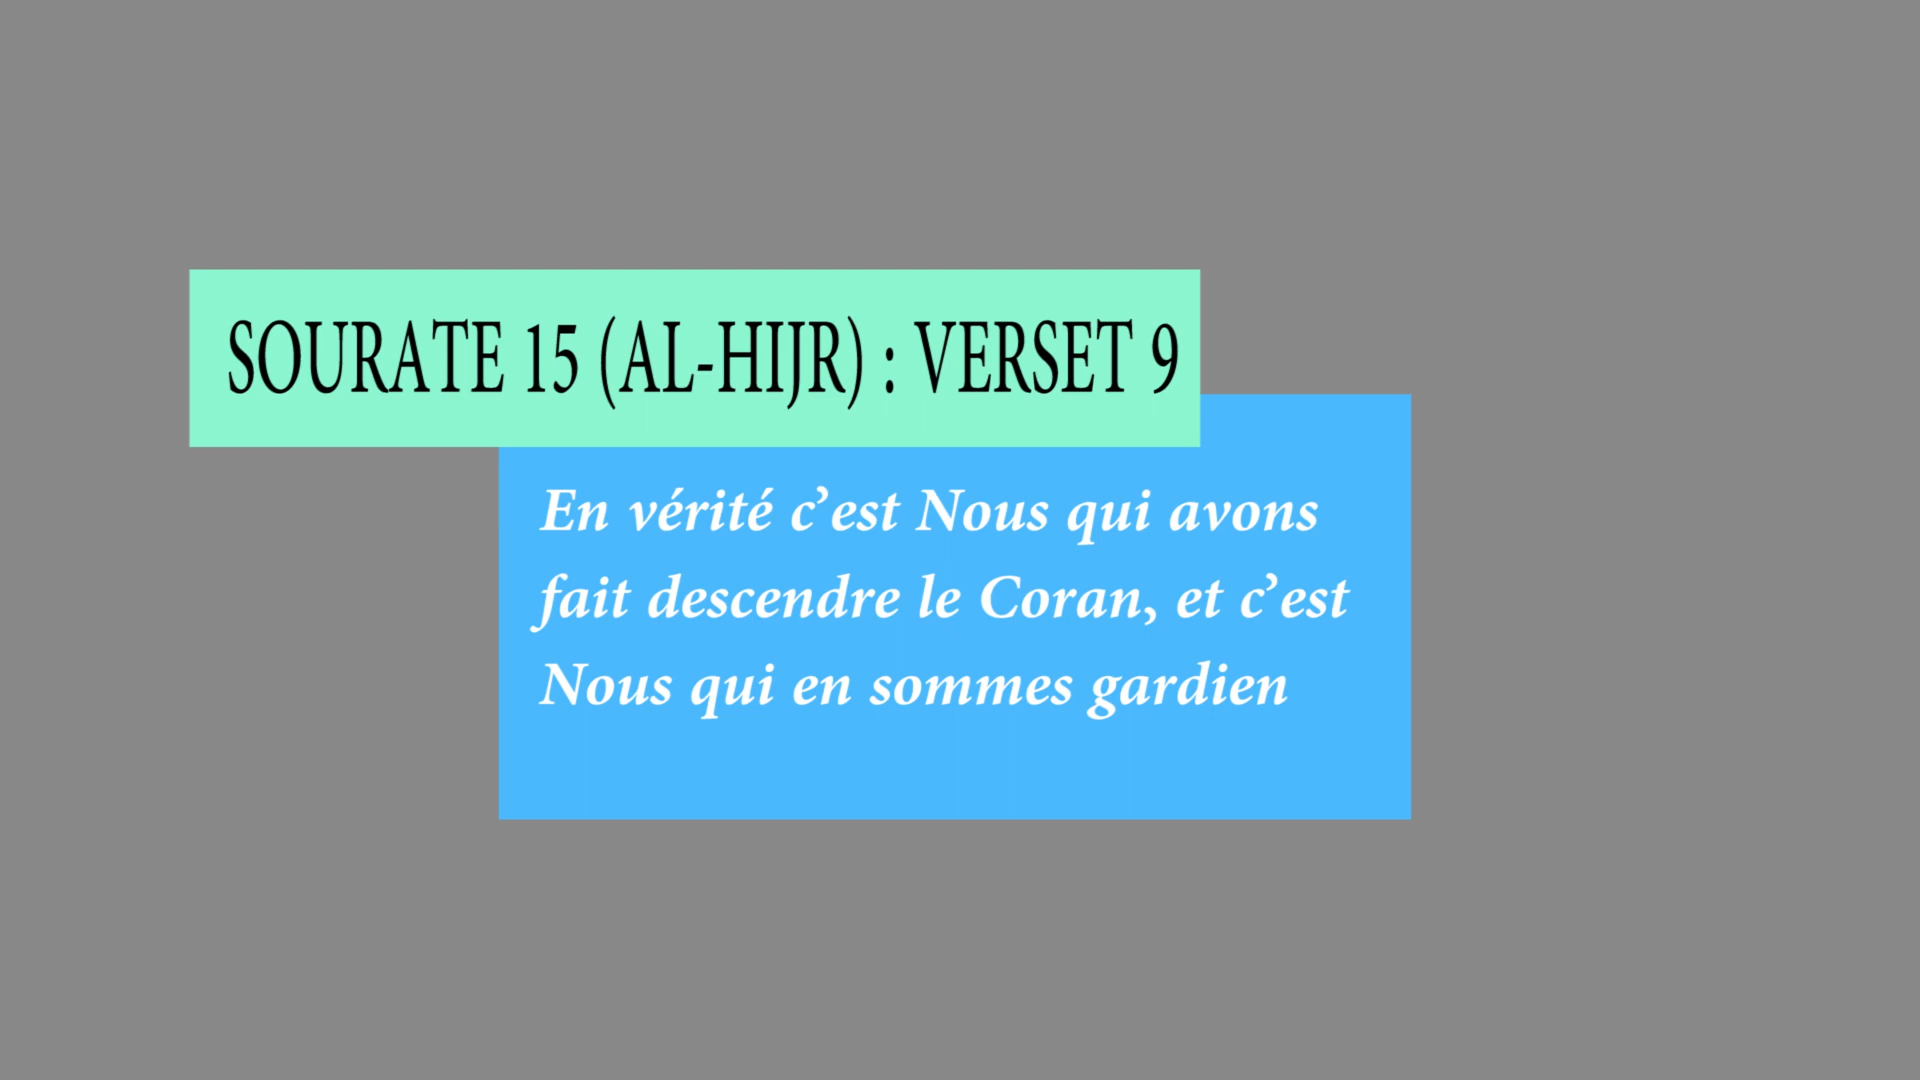 SOURATE 15 (AL-HIJR) : VERSET 9
En vérité c’est Nous qui avons
fait descendre le Coran, et c’est
Nous qui en sommes gardien